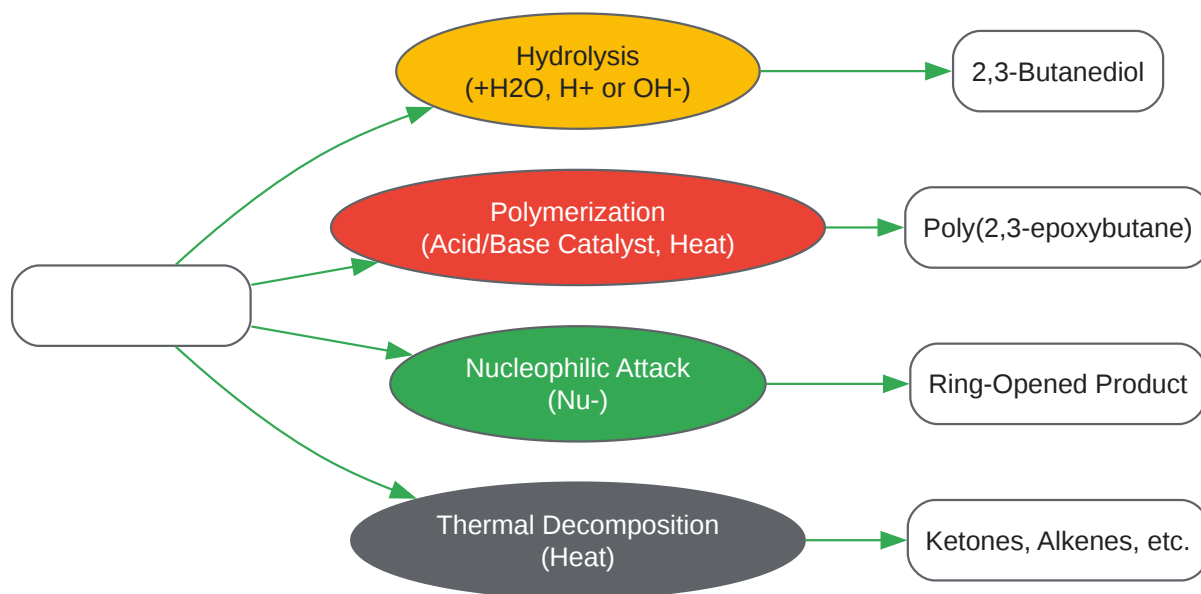 Hydrolysis
(+H2O, H+ or OH-)
2,3-Butanediol
Polymerization
(Acid/Base Catalyst, Heat)
Poly(2,3-epoxybutane)
Nucleophilic Attack
(Nu-)
Ring-Opened Product
Thermal Decomposition
(Heat)
Ketones, Alkenes, etc.